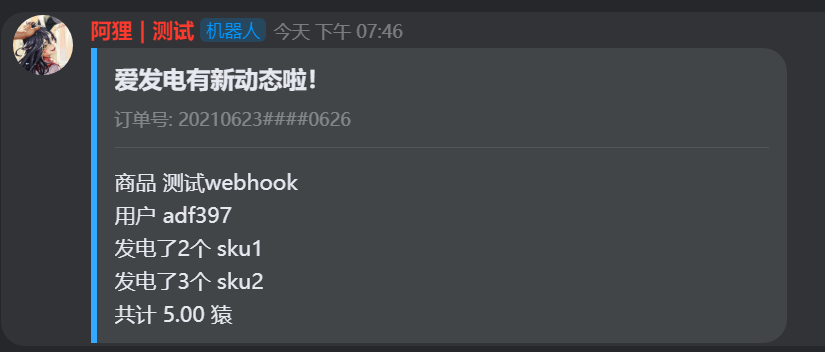 阿狸 | 测试 机器人 今天 下午 07:46
爱发电有新动态啦！
订单号: 20210623####0626
商品 测试webhook
用户 adf397
发电了2个 sku1
发电了3个 sku2
共计 5.00 猿